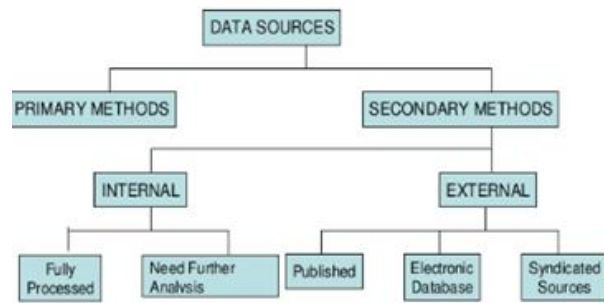 DATA SOURCES
PRIMARY METHODS
SECONDARY METHODS
INTERNAL
EXTERNAL
Fully
Processed
Need Further
Analysis
Published
Electronic
Database
Syndicated
Sources